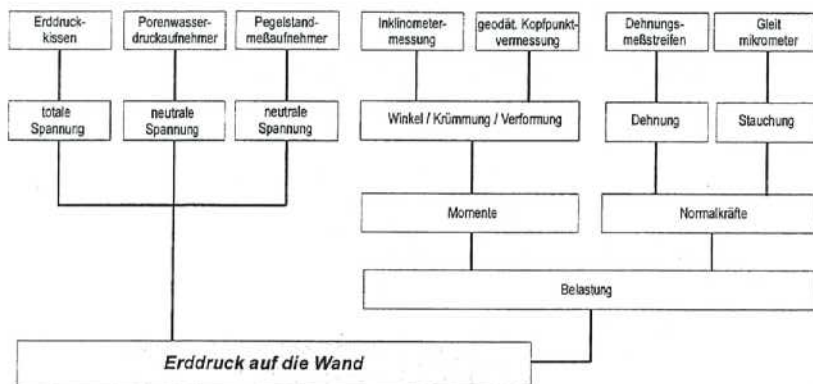 Erddruck-
kissen
Porenwasser-
druckaufnehmer
Pegelstand-
meßaufnehmer
Inklinometer-
messung
geodät. Kopfpunkt-
vermessung
Dehnungs-
meßstreifen
Gleit
mikrometer
totale
Spannung
neutrale
Spannung
neutrale
Spannung
Winkel / Krümmung / Verformung
Dehnung
Stauchung
Momente
Normalkräfte
Belastung
Erddruck auf die Wand